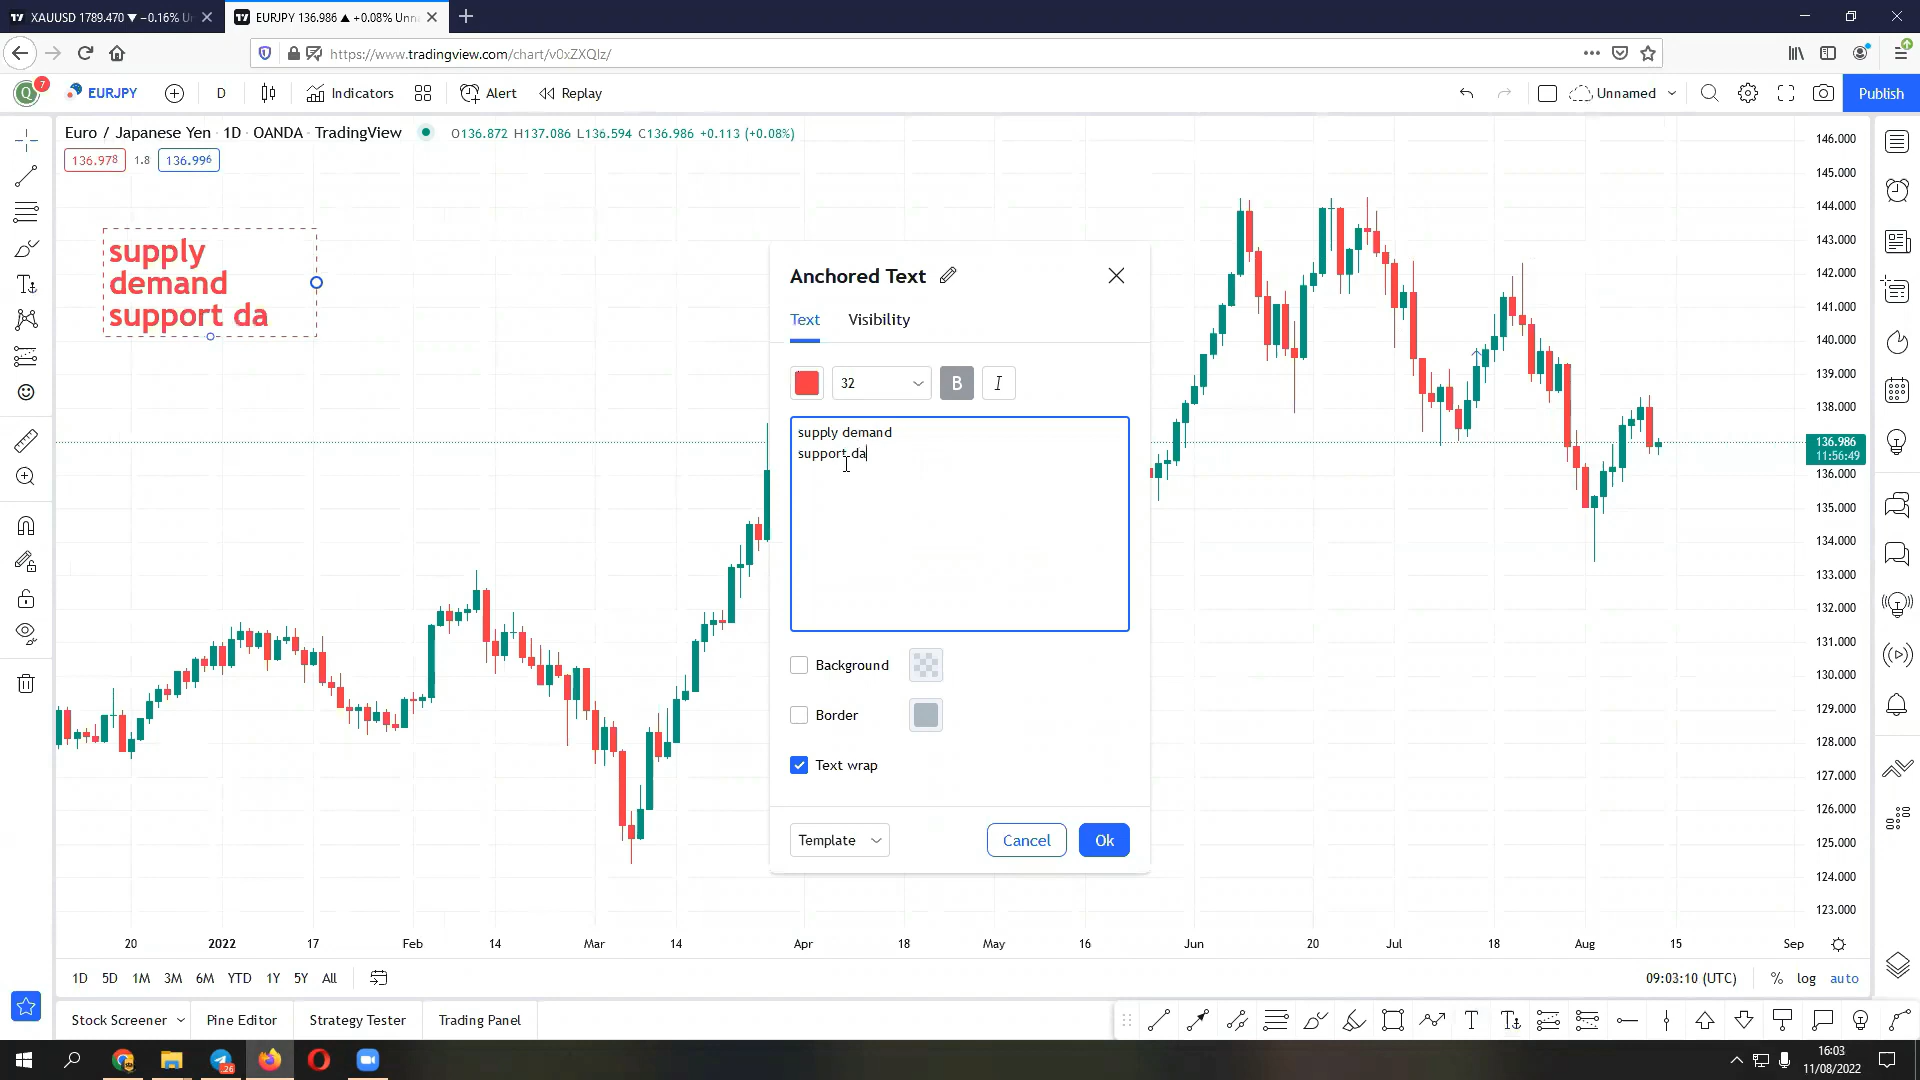 XAUUSD 1789.470 ▼ −0.16% Un
EURJPY 136.986 ▲ +0.08% Unn
https://www.tradingview.com/chart/v0xZXQIz/
Q 7 EURJPY D Indicators Alert Replay Unnamed Publish
Euro / Japanese Yen · 1D · OANDA · TradingView O136.872 H137.086 L136.594 C136.986 +0.113 (+0.08%)
136.978 1.8 136.996
supply
demand
support da
Anchored Text
Text Visibility
32 B I
supply demand
support da
Background
Border
Text wrap
Template Cancel Ok
146.000
145.000
144.000
143.000
142.000
141.000
140.000
139.000
138.000
136.986
11:56:49
136.000
135.000
134.000
133.000
132.000
131.000
130.000
129.000
128.000
127.000
126.000
125.000
124.000
123.000
20 2022 17 Feb 14 Mar 14 Apr 18 May 16 Jun 20 Jul 18 Aug 15 Sep
1D 5D 1M 3M 6M YTD 1Y 5Y All 09:03:10 (UTC) % log auto
Stock Screener Pine Editor Strategy Tester Trading Panel
26
16:03
11/08/2022